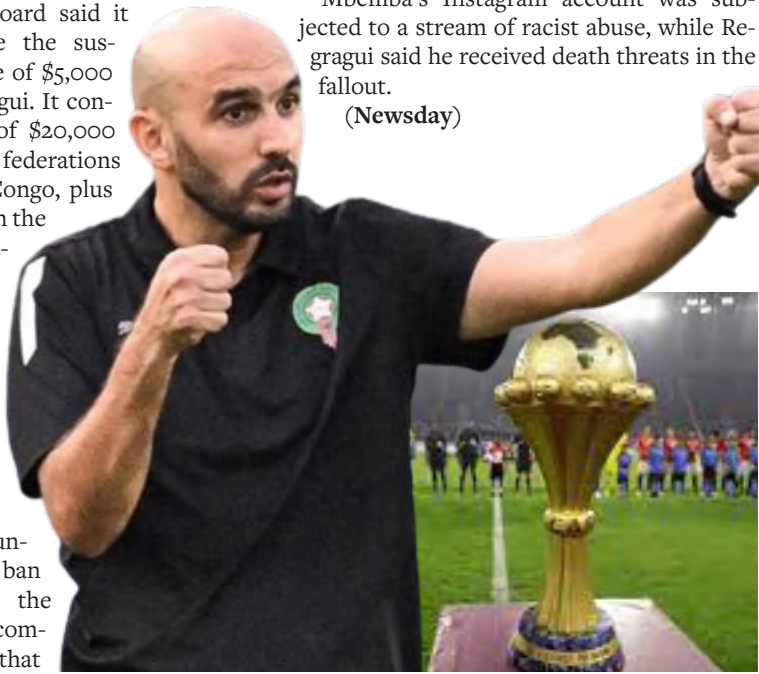 oard said it
e the sus-
e of $5,000
gui. It con-
of $20,000
federations
Congo, plus
n the
-
un-
ban
the
com-
that
jected to a stream of racist abuse, while Re-
gragui said he received death threats in the
fallout.
(Newsday)